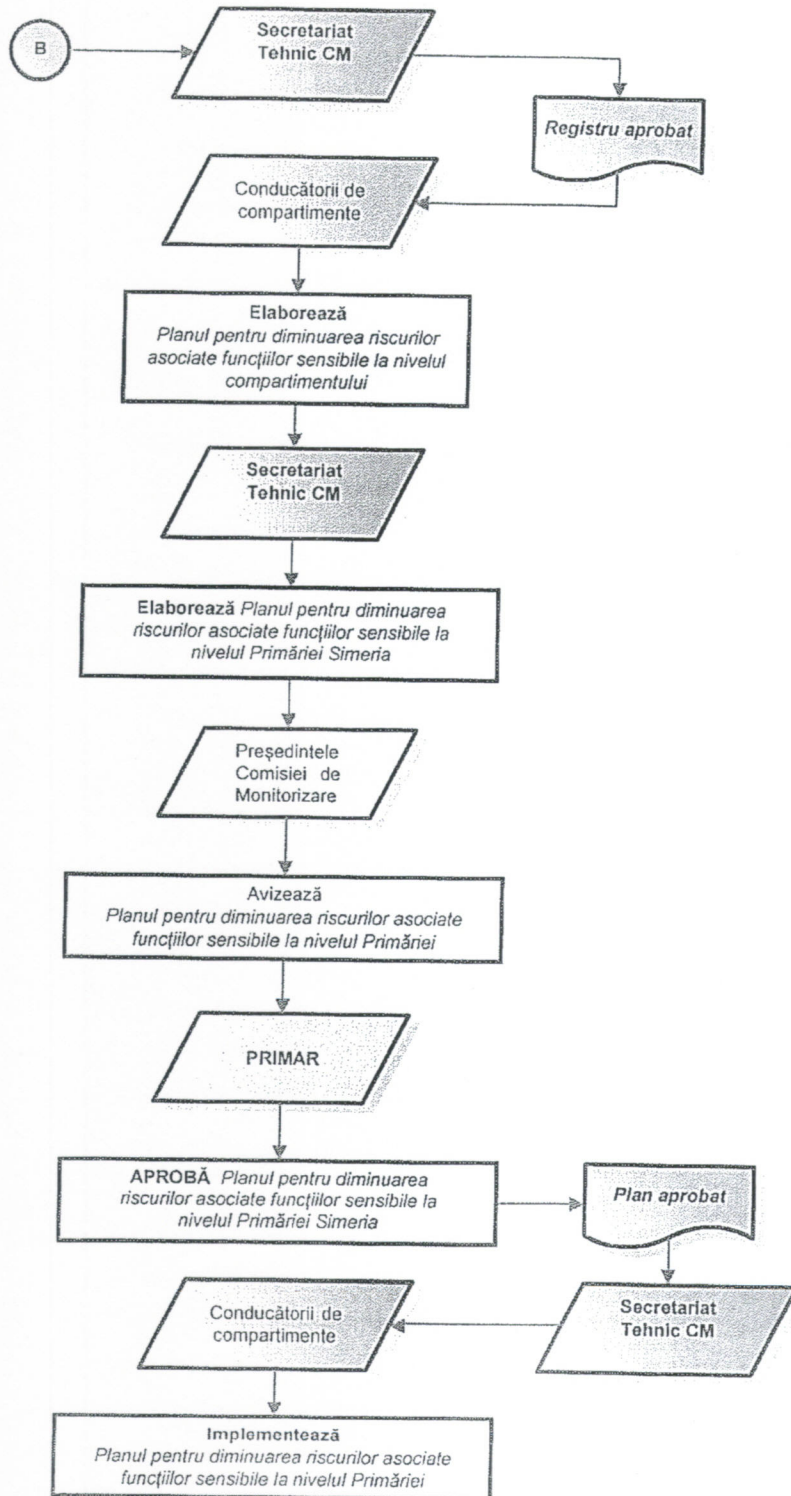 B
Secretariat
Tehnic CM
Registru aprobat
Conducătorii de
compartimente
Elaborează
Planul pentru diminuarea riscurilor
asociate funcțiilor sensibile la nivelul
compartimentului
Secretariat
Tehnic CM
Elaborează Planul pentru diminuarea
riscurilor asociate funcțiilor sensibile la
nivelul Primăriei Simeria
Președintele
Comisiei de
Monitorizare
Avizează
Planul pentru diminuarea riscurilor asociate
funcțiilor sensibile la nivelul Primăriei
PRIMAR
APROBĂ Planul pentru diminuarea
riscurilor asociate funcțiilor sensibile la
nivelul Primăriei Simeria
Plan aprobat
Secretariat
Tehnic CM
Conducătorii de
compartimente
Implementează
Planul pentru diminuarea riscurilor asociate
funcțiilor sensibile la nivelul Primăriei